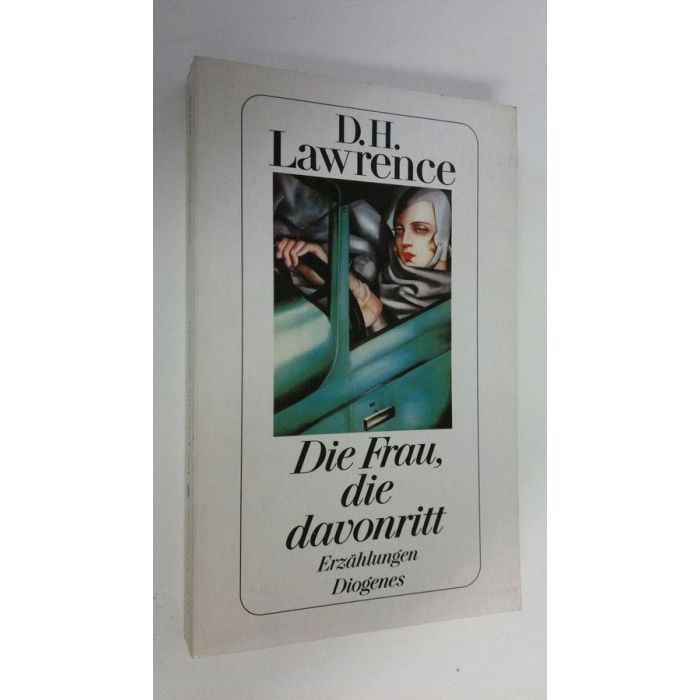 D.H.
Lawrence
Die Frau,
die
davonritt
Erzählungen
Diogenes